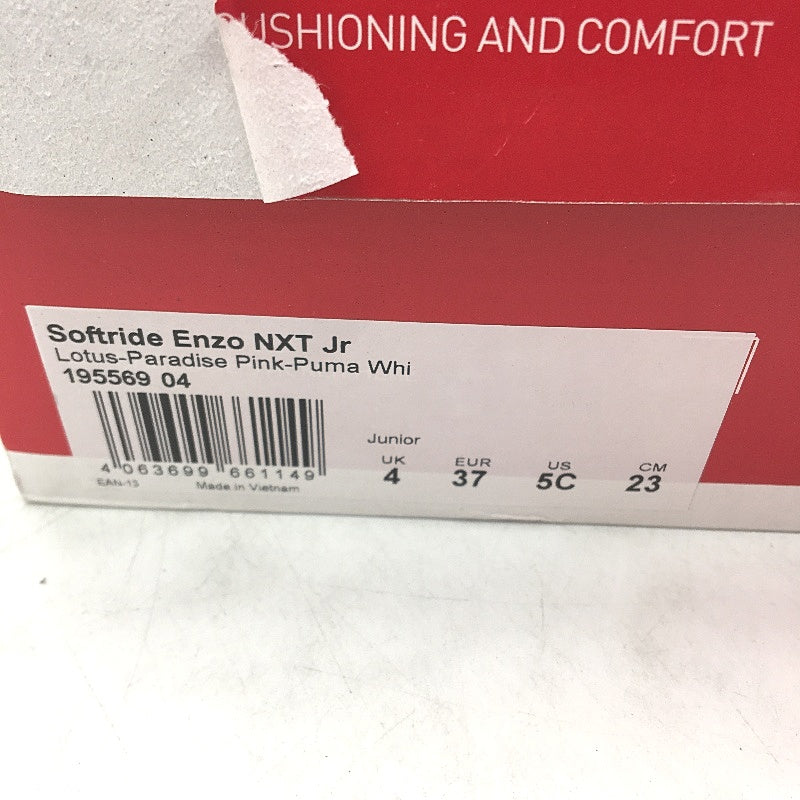 CUSHIONING AND COMFORT
Softride Enzo NXT Jr
Lotus-Paradise Pink-Puma Whi
195569 04
4 063699 661149
EAN-13
Made in Vietnam
Junior
UK EUR US CM
4 37 5C 23